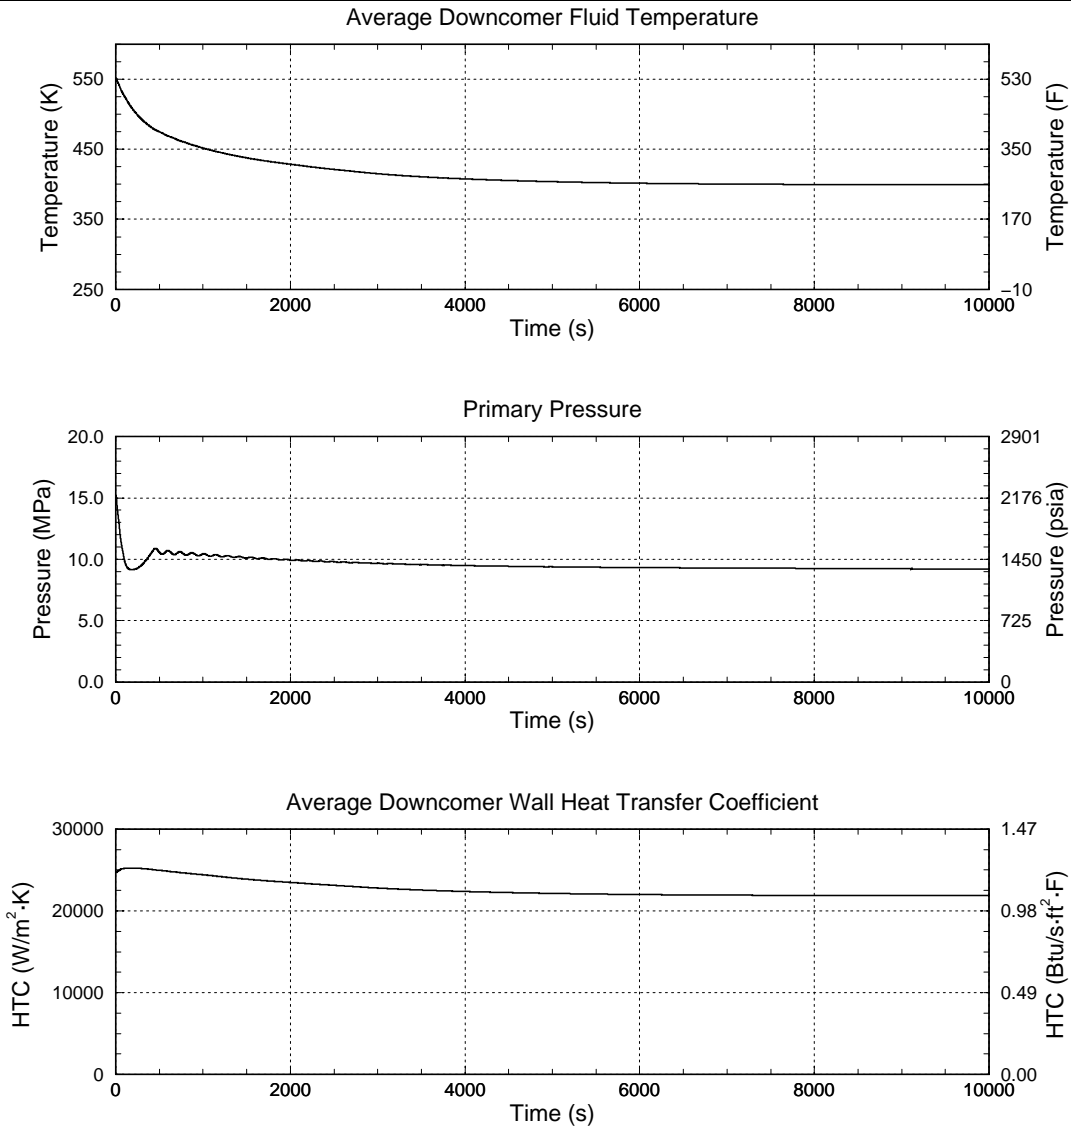 Average Downcomer Fluid Temperature
Temperature (K)
550
450
350
250
530
350
170
−10
Temperature (F)
0 2000 4000 6000 8000 10000
Time (s)
Primary Pressure
Pressure (MPa)
20.0
15.0
10.0
5.0
0.0
2901
2176
1450
725
0
Pressure (psia)
0 2000 4000 6000 8000 10000
Time (s)
Average Downcomer Wall Heat Transfer Coefficient
HTC (W/m²·K)
30000
20000
10000
0
1.47
0.98
0.49
0.00
HTC (Btu/s·ft²·F)
0 2000 4000 6000 8000 10000
Time (s)